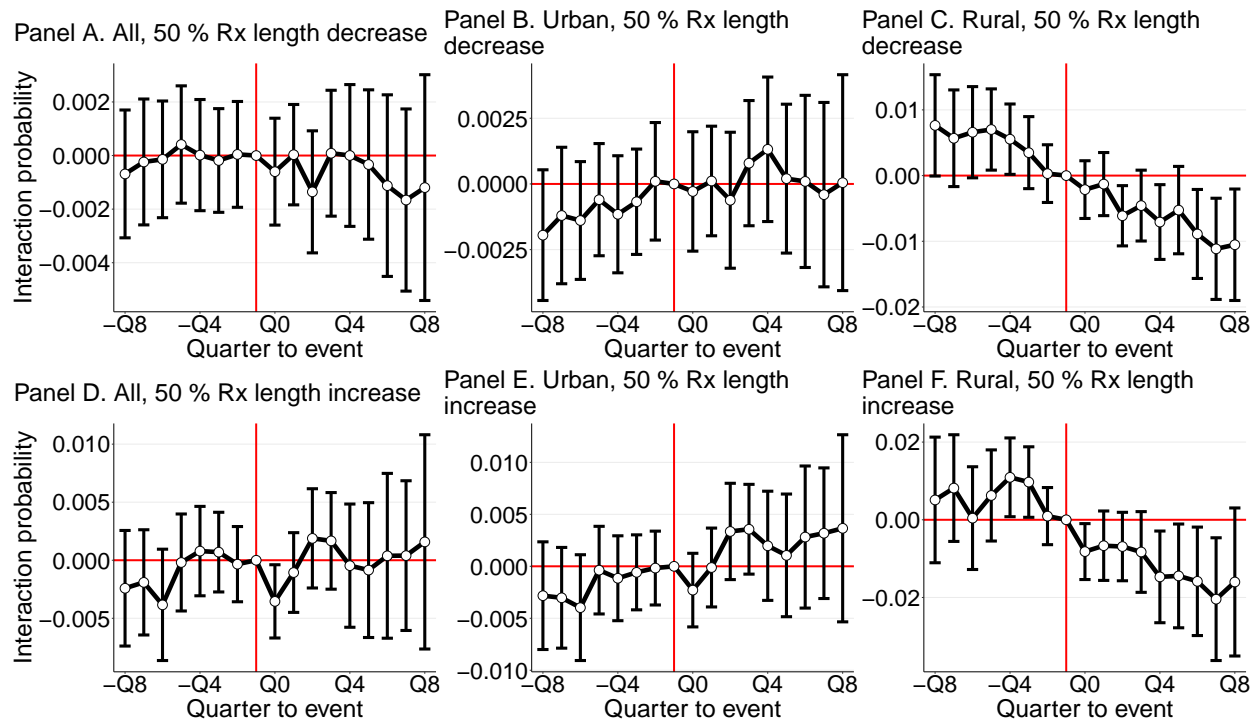 Panel A. All, 50 % Rx length decrease
Interaction probability
0.002
0.000
−0.002
−0.004
−Q8
−Q4
Q0
Q4
Q8
Quarter to event
Panel B. Urban, 50 % Rx length
decrease
0.0025
0.0000
−0.0025
−Q8
−Q4
Q0
Q4
Q8
Quarter to event
Panel C. Rural, 50 % Rx length
decrease
0.01
0.00
−0.01
−0.02
−Q8
−Q4
Q0
Q4
Q8
Quarter to event
Panel D. All, 50 % Rx length increase
Interaction probability
0.010
0.005
0.000
−0.005
−Q8
−Q4
Q0
Q4
Q8
Quarter to event
Panel E. Urban, 50 % Rx length
increase
0.010
0.005
0.000
−0.005
−0.010
−Q8
−Q4
Q0
Q4
Q8
Quarter to event
Panel F. Rural, 50 % Rx length
increase
0.02
0.00
−0.02
−Q8
−Q4
Q0
Q4
Q8
Quarter to event